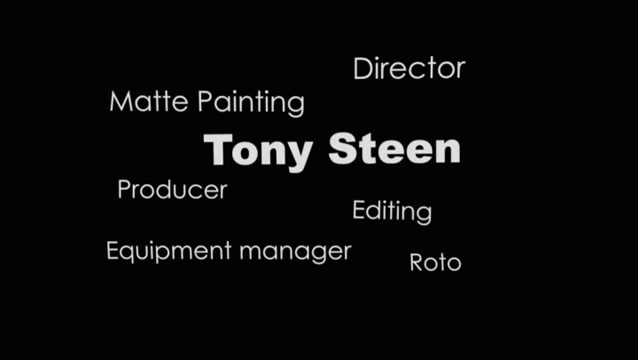 Director
Matte Painting
Tony Steen
Producer
Editing
Equipment manager
Roto